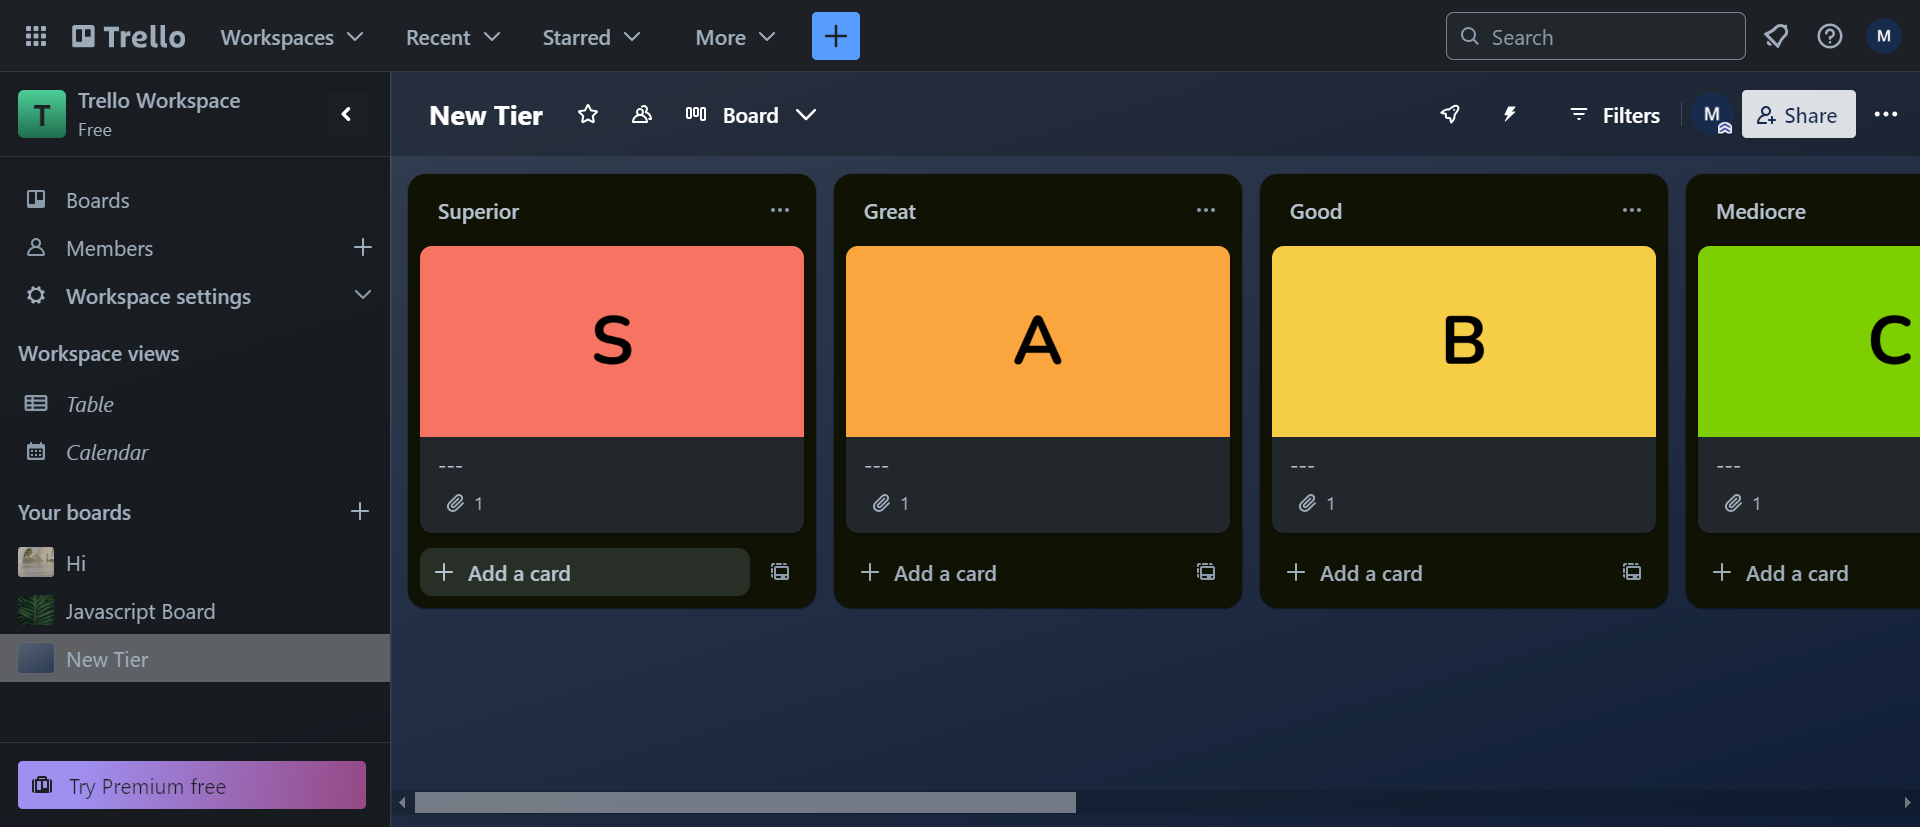 Trello
Workspaces
Recent
Starred
More
Search
M
T
Trello Workspace
Free
New Tier
Board
Filters
M
Share
Boards
Members
Workspace settings
Workspace views
Table
Calendar
Your boards
Hi
Javascript Board
New Tier
Try Premium free
Superior
S
---
1
Add a card
Great
A
---
1
Add a card
Good
B
---
1
Add a card
Mediocre
C
---
1
Add a card